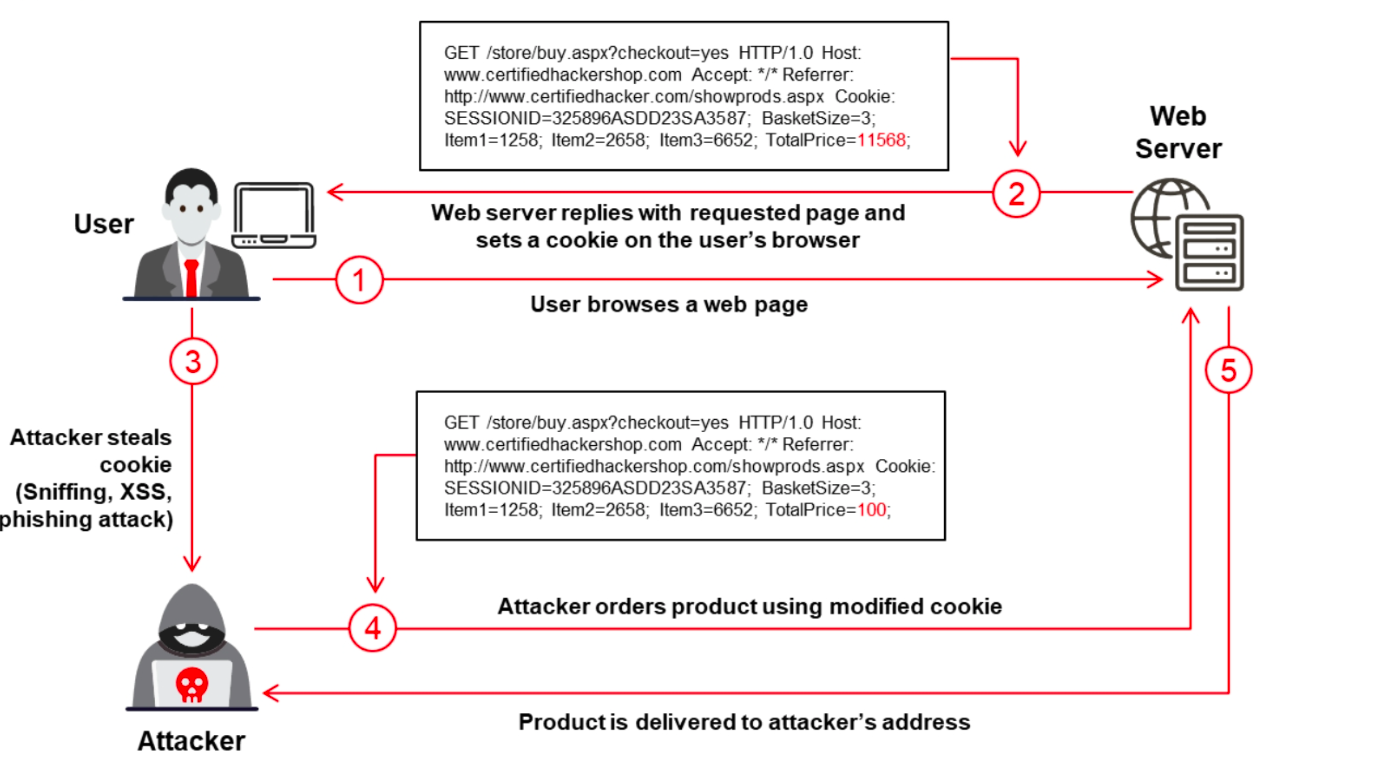 GET /store/buy.aspx?checkout=yes HTTP/1.0 Host:
www.certifiedhackershop.com Accept: */* Referrer:
http://www.certifiedhacker.com/showprods.aspx Cookie:
SESSIONID=325896ASDD23SA3587; BasketSize=3;
Item1=1258; Item2=2658; Item3=6652; TotalPrice=11568;
Web
Server
2
User
Web server replies with requested page and
sets a cookie on the user's browser
1
User browses a web page
3
5
Attacker steals
cookie
(Sniffing, XSS,
phishing attack)
GET /store/buy.aspx?checkout=yes HTTP/1.0 Host:
www.certifiedhackershop.com Accept: */* Referrer:
http://www.certifiedhackershop.com/showprods.aspx Cookie:
SESSIONID=325896ASDD23SA3587; BasketSize=3;
Item1=1258; Item2=2658; Item3=6652; TotalPrice=100;
Attacker orders product using modified cookie
4
Product is delivered to attacker's address
Attacker